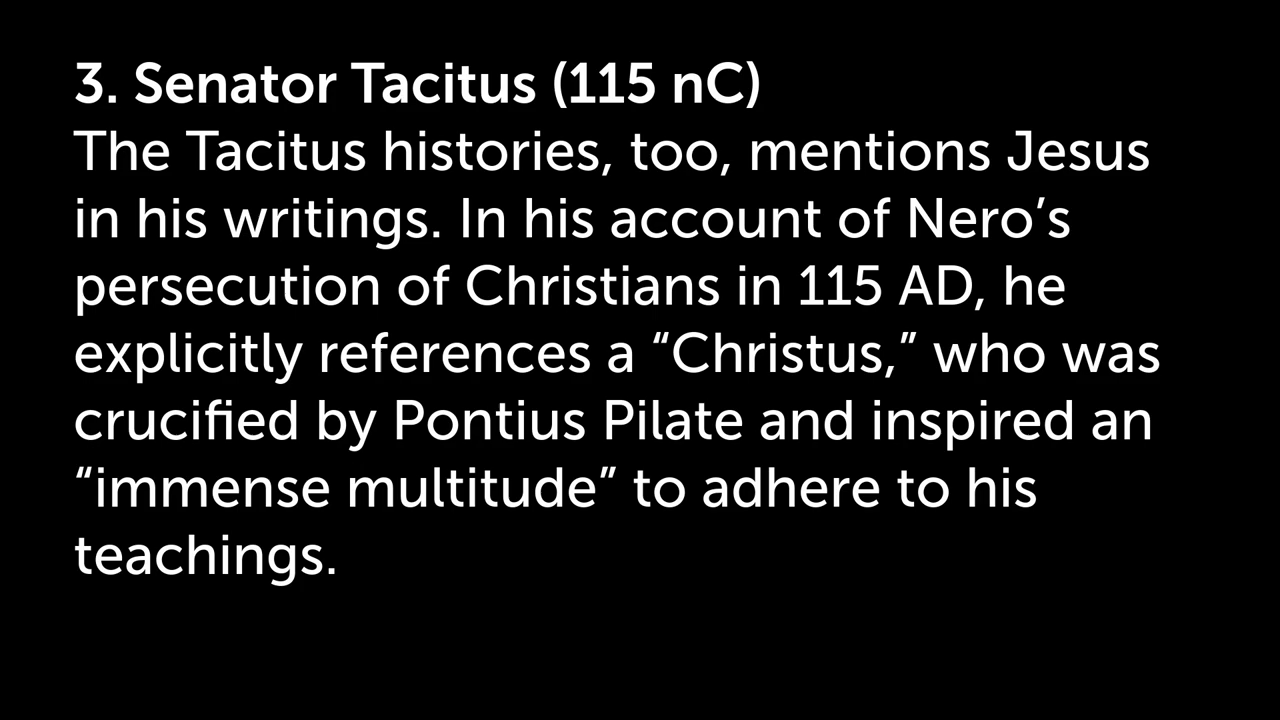 3. Senator Tacitus (115 nC)
The Tacitus histories, too, mentions Jesus
in his writings. In his account of Nero’s
persecution of Christians in 115 AD, he
explicitly references a “Christus,” who was
crucified by Pontius Pilate and inspired an
“immense multitude” to adhere to his
teachings.